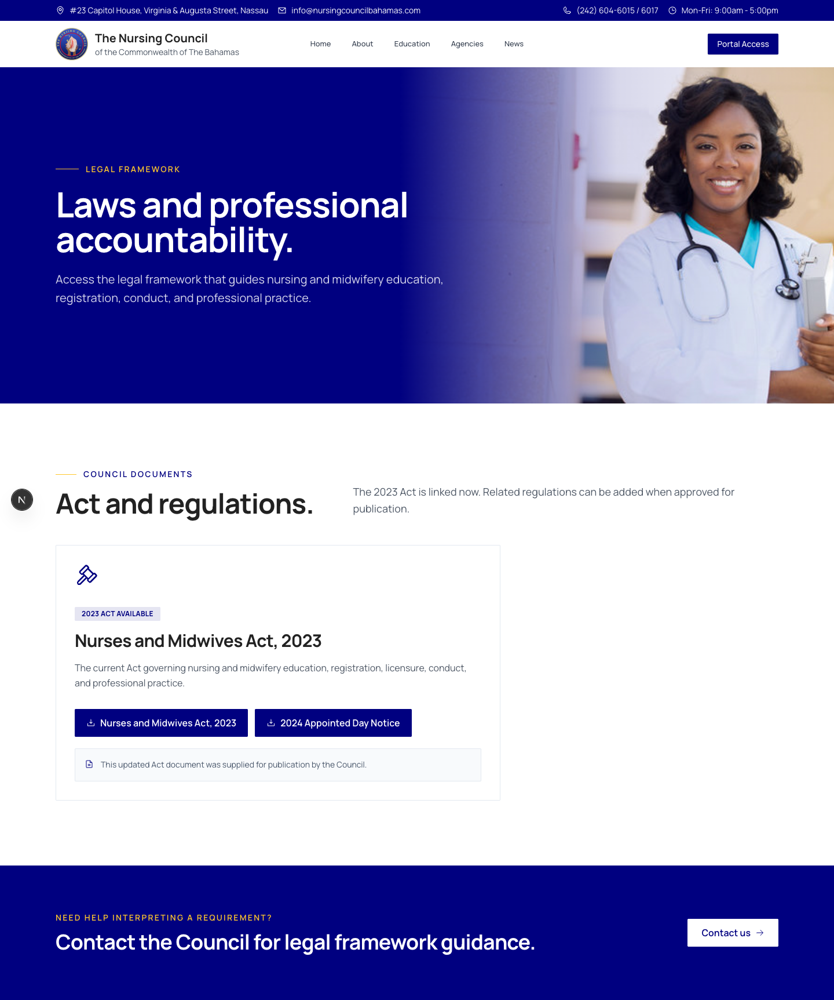 #23 Capitol House, Virginia & Augusta Street, Nassau
info@nursingcouncilbahamas.com
(242) 604-6015 / 6017
Mon-Fri: 9:00am - 5:00pm
The Nursing Council
of the Commonwealth of The Bahamas
Home
About
Education
Agencies
News
Portal Access
LEGAL FRAMEWORK
Laws and professional
accountability.
Access the legal framework that guides nursing and midwifery education,
registration, conduct, and professional practice.
COUNCIL DOCUMENTS
Act and regulations.
The 2023 Act is linked now. Related regulations can be added when approved for
publication.
N
2023 ACT AVAILABLE
Nurses and Midwives Act, 2023
The current Act governing nursing and midwifery education, registration, licensure, conduct,
and professional practice.
Nurses and Midwives Act, 2023
2024 Appointed Day Notice
This updated Act document was supplied for publication by the Council.
NEED HELP INTERPRETING A REQUIREMENT?
Contact the Council for legal framework guidance.
Contact us